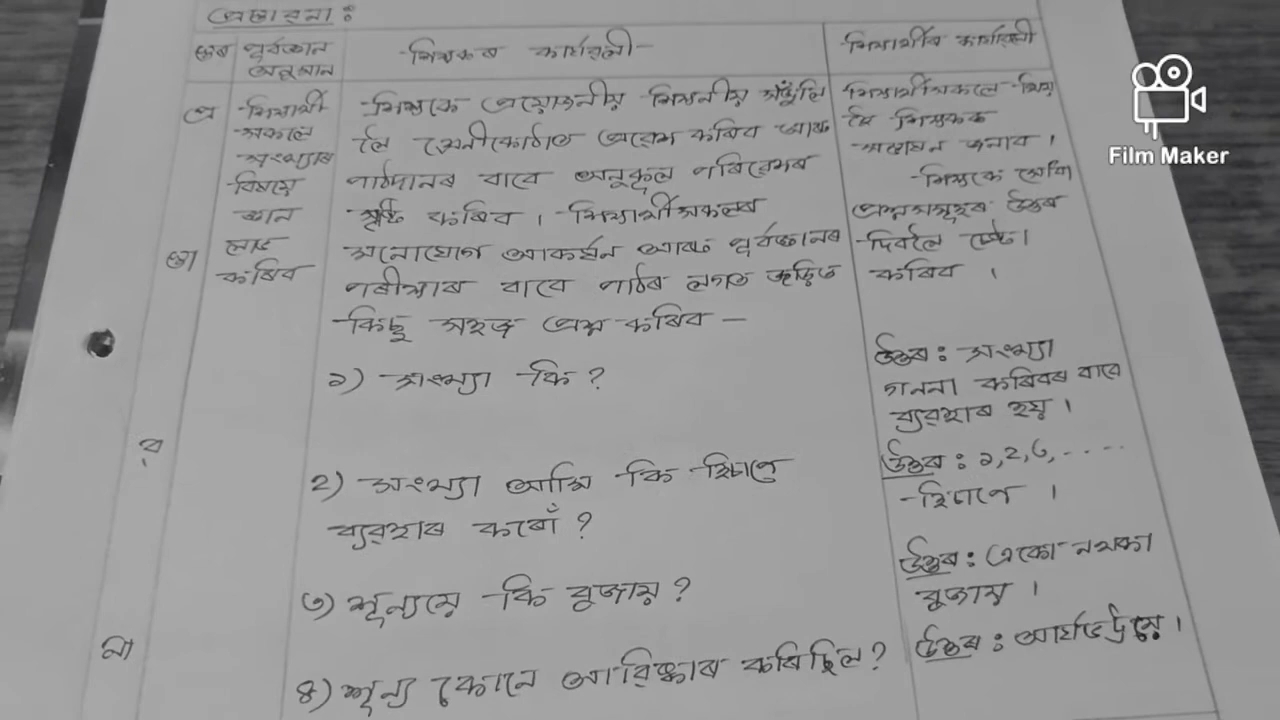 প্ৰস্তাৱনা :
স্তৰ
পূৰ্বজ্ঞান
অনুমান
শিক্ষকৰ কাৰ্যাৱলী
শিক্ষাৰ্থীৰ কাৰ্যাৱলী
প্ৰ
স্তা
ৱ
না
শিক্ষাৰ্থী
সকলে
সংখ্যাৰ
বিষয়ে
জ্ঞান
লাভ
কৰিব
শিক্ষকে প্ৰয়োজনীয় শিক্ষনীয় সঁজুলি
লৈ শ্ৰেনীকোঠাত প্ৰৱেশ কৰিব আৰু
পাঠদানৰ বাবে অনুকূল পৰিৱেশৰ
সৃষ্টি কৰিব । শিক্ষাৰ্থীসকলৰ
মনোযোগ আকৰ্ষন আৰু পূৰ্বজ্ঞানৰ
পৰীক্ষাৰ বাবে পাঠৰ লগত জড়িত
কিছু সহজ প্ৰশ্ন কৰিব —
১) সংখ্যা কি ?
২) সংখ্যা আমি কি হিচাপে
ব্যৱহাৰ কৰোঁ ?
৩) শূন্যয়ে কি বুজায় ?
৪) শূন্য কোনে আৱিষ্কাৰ কৰিছিল ?
শিক্ষাৰ্থীসকলে থিয়
হৈ শিক্ষকক
সম্বোধন জনাব ।
শিক্ষকে সোধা
প্ৰশ্নসমূহৰ উত্তৰ
দিবলৈ চেষ্টা
কৰিব ।
উত্তৰ : সংখ্যা
গননা কৰিবৰ বাবে
ব্যৱহাৰ হয় ।
উত্তৰ : ১,২,৩, .....
হিচাপে ।
উত্তৰ : একো নথকা
বুজায় ।
উত্তৰ : আৰ্যভট্টয়ে ।
Film Maker